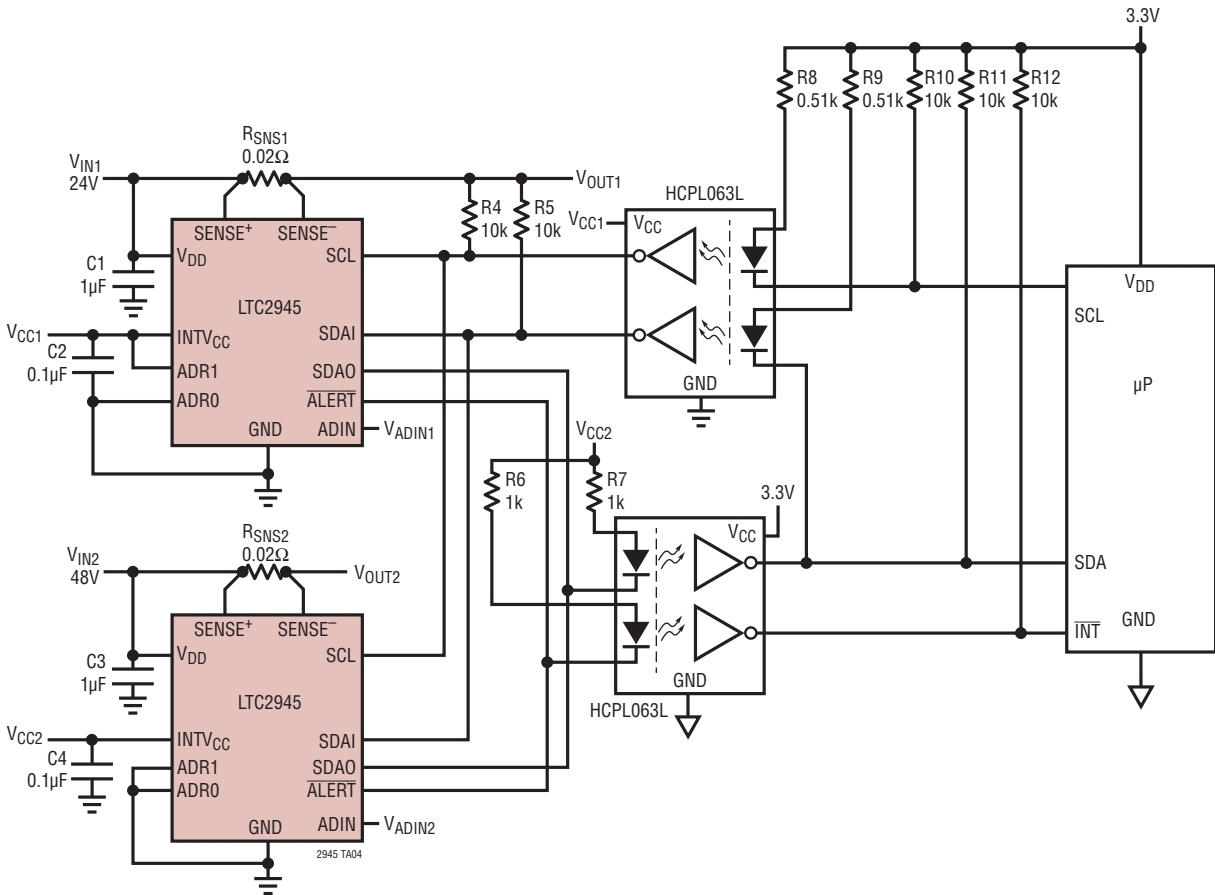 3.3V
R8
0.51k
R9
0.51k
R10
10k
R11
10k
R12
10k
RSNS1
0.02Ω
VIN1
24V
VOUT1
HCPL063L
R4
10k
R5
10k
VCC1
VCC
SENSE+
SENSE–
VDD
SCL
C1
1µF
LTC2945
VCC1
INTVCC
SDAI
C2
0.1µF
ADR1
SDAO
ADR0
ALERT
GND
ADIN
VADIN1
GND
VDD
SCL
µP
SDA
GND
INT
VCC2
R6
1k
R7
1k
3.3V
VCC
GND
HCPL063L
RSNS2
0.02Ω
VIN2
48V
VOUT2
SENSE+
SENSE–
VDD
SCL
C3
1µF
LTC2945
VCC2
INTVCC
SDAI
C4
0.1µF
ADR1
SDAO
ADR0
ALERT
GND
ADIN
VADIN2
2945 TA04